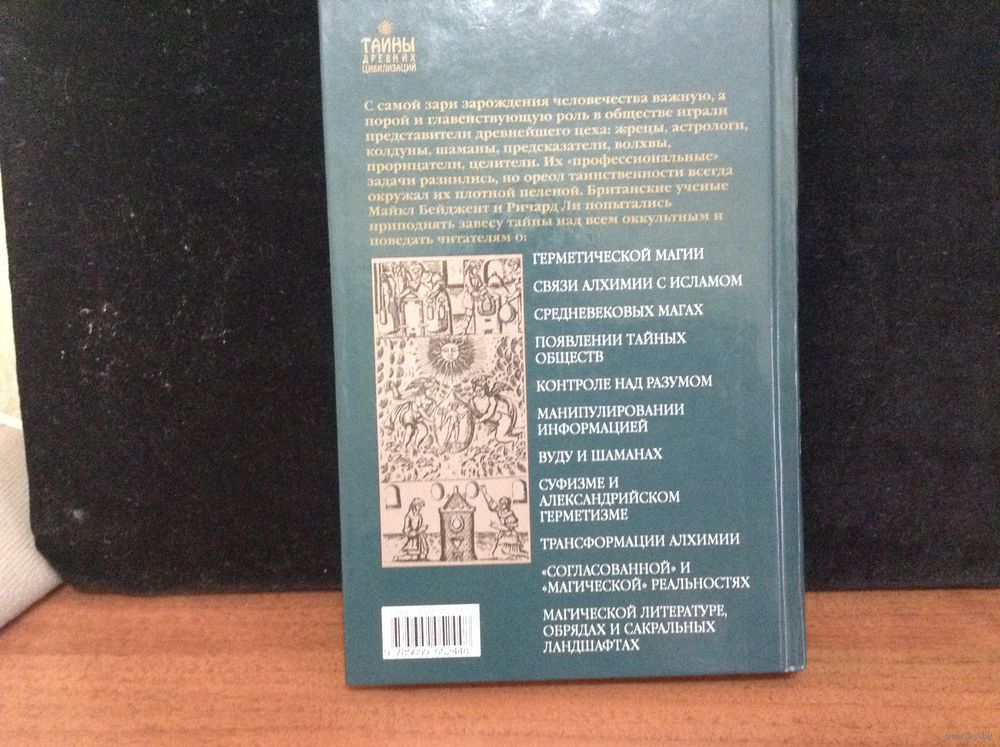 ТАЙНЫ
ДРЕВНИХ
ЦИВИЛИЗАЦИЙ
С самой зари зарождения человечества важную, а
порой и главенствующую роль в обществе играли
представители древнейшего цеха: жрецы, астрологи,
колдуны, шаманы, предсказатели, волхвы,
прорицатели, целители. Их «профессиональные»
задачи разнились, но ореол таинственности всегда
окружал их плотной пеленой. Британские ученые
Майкл Бейджент и Ричард Ли попытались
приподнять завесу тайны над всем оккультным и
поведать читателям о:
ГЕРМЕТИЧЕСКОЙ МАГИИ
СВЯЗИ АЛХИМИИ С ИСЛАМОМ
СРЕДНЕВЕКОВЫХ МАГАХ
ПОЯВЛЕНИИ ТАЙНЫХ
ОБЩЕСТВ
КОНТРОЛЕ НАД РАЗУМОМ
МАНИПУЛИРОВАНИИ
ИНФОРМАЦИЕЙ
ВУДУ И ШАМАНАХ
СУФИЗМЕ И
АЛЕКСАНДРИЙСКОМ
ГЕРМЕТИЗМЕ
ТРАНСФОРМАЦИИ АЛХИМИИ
«СОГЛАСОВАННОЙ» И
«МАГИЧЕСКОЙ» РЕАЛЬНОСТЯХ
МАГИЧЕСКОЙ ЛИТЕРАТУРЕ,
ОБРЯДАХ И САКРАЛЬНЫХ
ЛАНДШАФТАХ